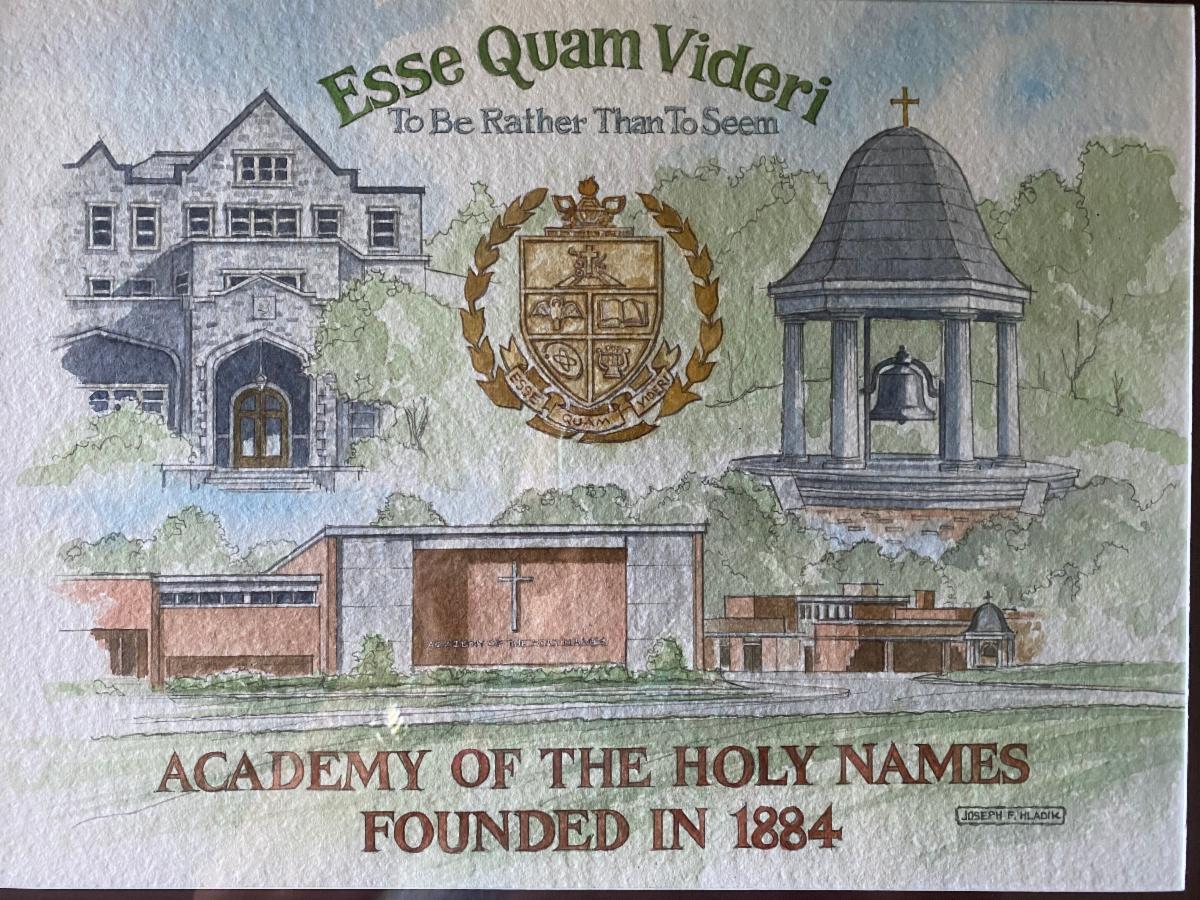 Esse Quam Videri
To Be Rather Than To Seem
ESSE QUAM VIDERI
ACADEMY OF THE HOLY NAMES
ACADEMY OF THE HOLY NAMES
FOUNDED IN 1884
JOSEPH F. HLADIK